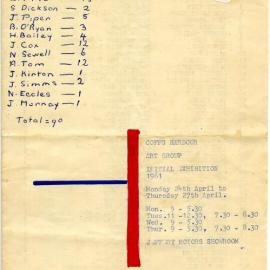 S Dickson — 2
J. Piper — 5
B. O'Ryan — 3
H. Bailey — 4
J. Cox — 12
N. Sewell — 6
A. Tom — 12
J. Kinton — 1
J. Simms — 2
N. Eccles — 1
J. Murray — 1
Total = 90
COFFS HARBOUR
ART GROUP
INITIAL EXHIBITION
1961
Monday 24th April to
Thursday 27th April.
Mon. 9 - 5.30
Tues. 11 - 12.30, 7.30 - 8.30
Wed. 9 - 5.30
Thur. 9 - 5.30, 7.30 - 8.30
MOTORS SHOWROOM